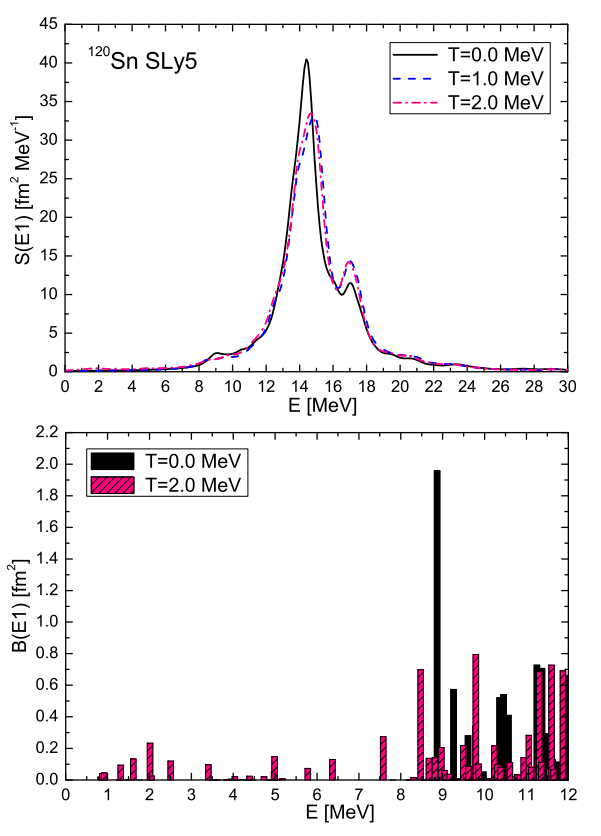 45
40
35
30
25
20
15
10
5
0
S(E1) [fm² MeV⁻¹]
¹²⁰Sn SLy5
T=0.0 MeV
T=1.0 MeV
T=2.0 MeV
0 2 4 6 8 10 12 14 16 18 20 22 24 26 28 30
E [MeV]
2.2
2.0
1.8
1.6
1.4
1.2
1.0
0.8
0.6
0.4
0.2
0.0
B(E1) [fm²]
T=0.0 MeV
T=2.0 MeV
0 1 2 3 4 5 6 7 8 9 10 11 12
E [MeV]